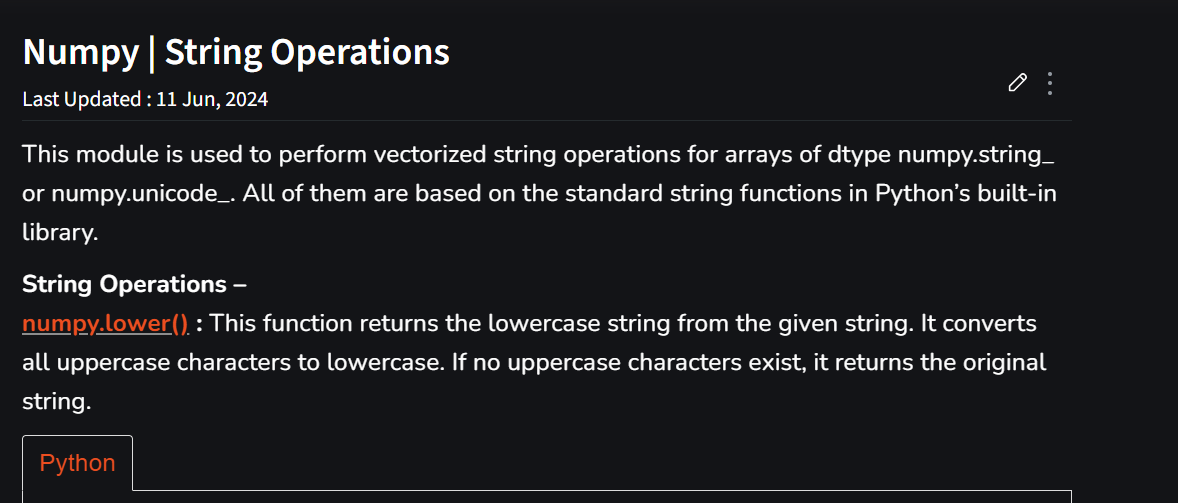 Numpy | String Operations
Last Updated : 11 Jun, 2024
This module is used to perform vectorized string operations for arrays of dtype numpy.string_
or numpy.unicode_. All of them are based on the standard string functions in Python’s built-in
library.
String Operations –
numpy.lower() : This function returns the lowercase string from the given string. It converts
all uppercase characters to lowercase. If no uppercase characters exist, it returns the original
string.
Python